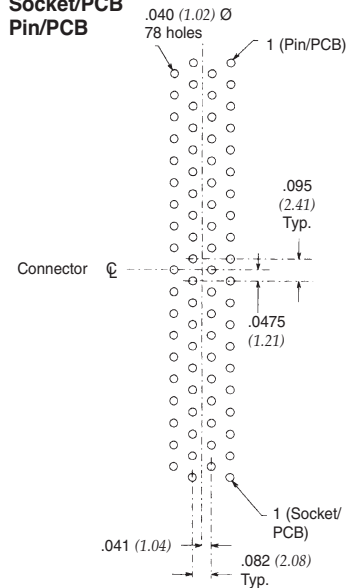 Socket/PCB
Pin/PCB
.040 (1.02) Ø
78 holes
1 (Pin/PCB)
.095
(2.41)
Typ.
Connector ℄
.0475
(1.21)
1 (Socket/
PCB)
.041 (1.04)
.082 (2.08)
Typ.